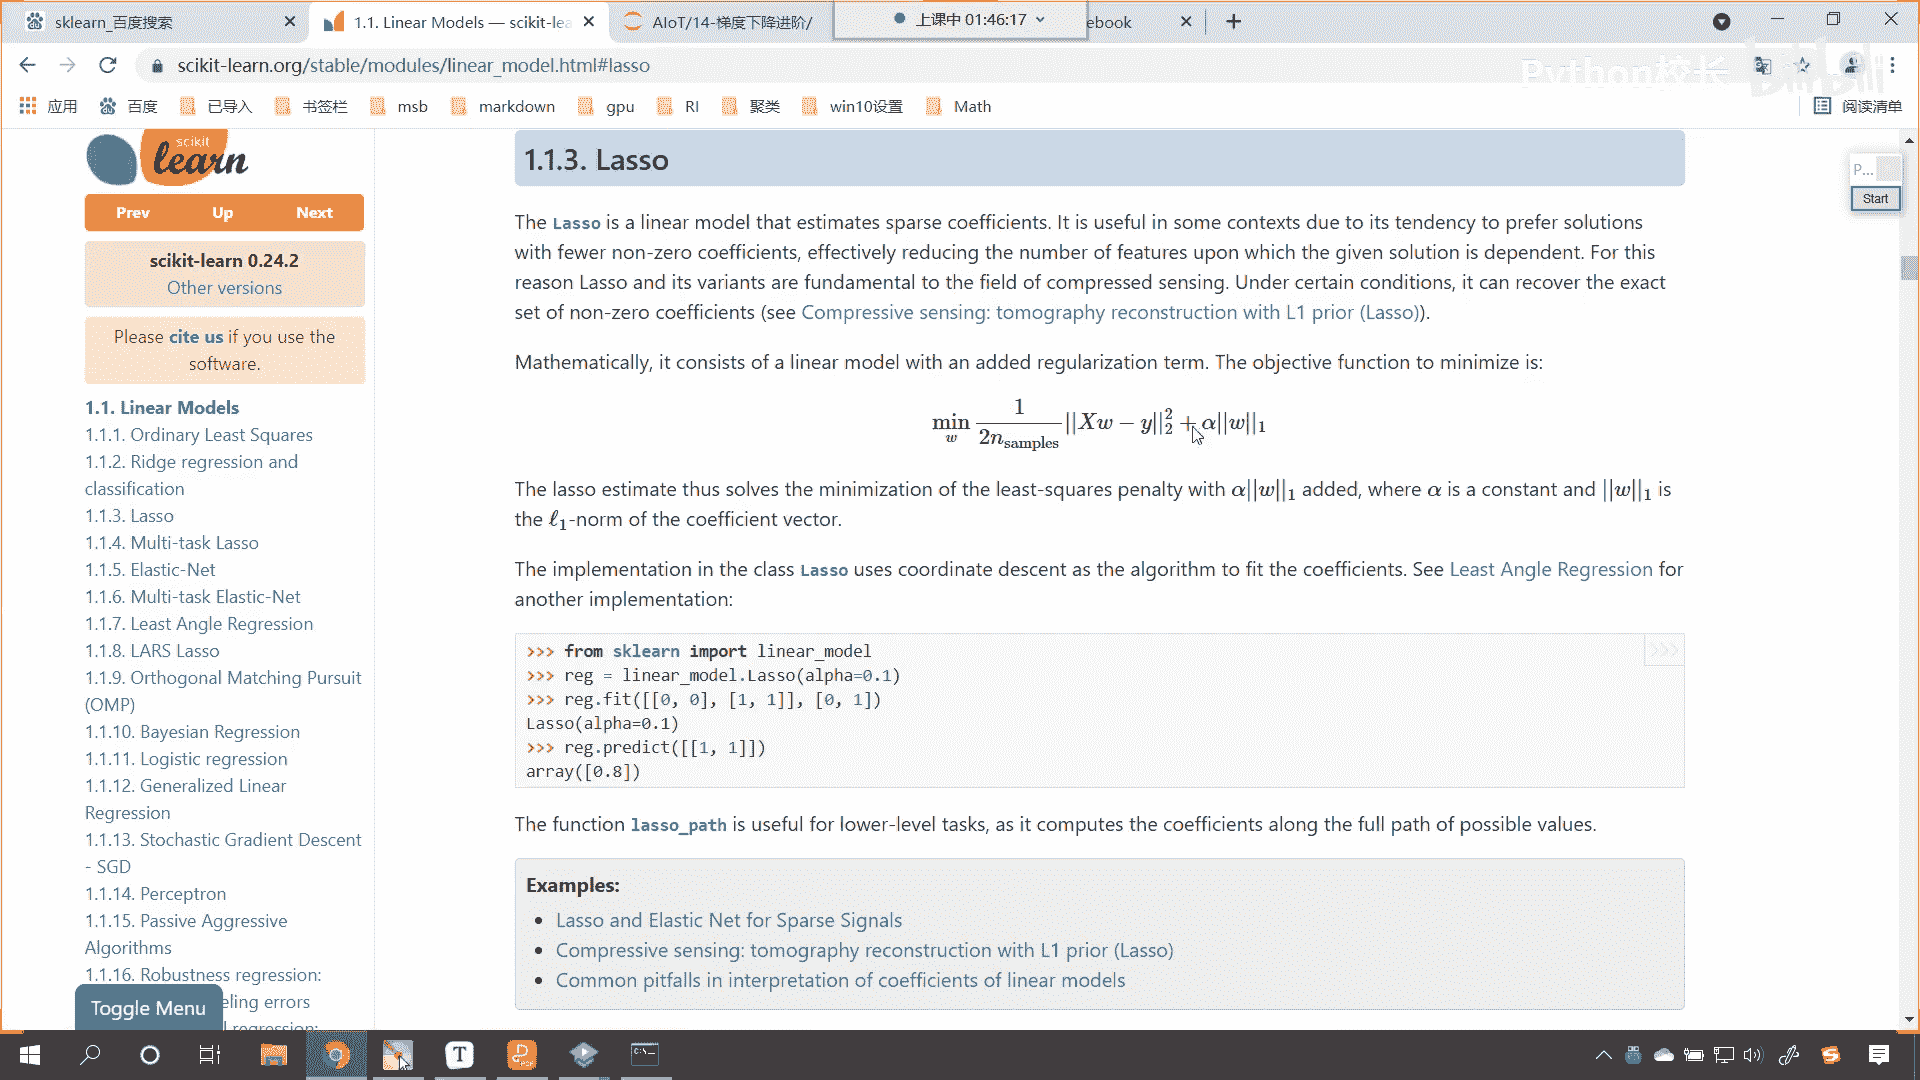 sklearn_百度搜索
1.1. Linear Models — scikit-lea
AIoT/14-梯度下降进阶/
上课中 01:46:17
ebook
scikit-learn.org/stable/modules/linear_model.html#lasso
Python校长
bilibili
应用
百度
已导入
书签栏
msb
markdown
gpu
RI
聚类
win10设置
Math
阅读清单
scikit
learn
Prev Up Next
scikit-learn 0.24.2
Other versions
Please cite us if you use the
software.
1.1. Linear Models
1.1.1. Ordinary Least Squares
1.1.2. Ridge regression and
classification
1.1.3. Lasso
1.1.4. Multi-task Lasso
1.1.5. Elastic-Net
1.1.6. Multi-task Elastic-Net
1.1.7. Least Angle Regression
1.1.8. LARS Lasso
1.1.9. Orthogonal Matching Pursuit
(OMP)
1.1.10. Bayesian Regression
1.1.11. Logistic regression
1.1.12. Generalized Linear
Regression
1.1.13. Stochastic Gradient Descent
- SGD
1.1.14. Perceptron
1.1.15. Passive Aggressive
Algorithms
1.1.16. Robustness regression:
eling errors
Toggle Menu
l regression:
1.1.3. Lasso
The Lasso is a linear model that estimates sparse coefficients. It is useful in some contexts due to its tendency to prefer solutions
with fewer non-zero coefficients, effectively reducing the number of features upon which the given solution is dependent. For this
reason Lasso and its variants are fundamental to the field of compressed sensing. Under certain conditions, it can recover the exact
set of non-zero coefficients (see Compressive sensing: tomography reconstruction with L1 prior (Lasso)).
Mathematically, it consists of a linear model with an added regularization term. The objective function to minimize is:
min_w 1/(2n_samples) ||Xw − y||_2^2 + α||w||_1
The lasso estimate thus solves the minimization of the least-squares penalty with α||w||_1 added, where α is a constant and ||w||_1 is
the ℓ_1-norm of the coefficient vector.
The implementation in the class Lasso uses coordinate descent as the algorithm to fit the coefficients. See Least Angle Regression for
another implementation:
>>>
>>> from sklearn import linear_model
>>> reg = linear_model.Lasso(alpha=0.1)
>>> reg.fit([[0, 0], [1, 1]], [0, 1])
Lasso(alpha=0.1)
>>> reg.predict([[1, 1]])
array([0.8])
The function lasso_path is useful for lower-level tasks, as it computes the coefficients along the full path of possible values.
Examples:
• Lasso and Elastic Net for Sparse Signals
• Compressive sensing: tomography reconstruction with L1 prior (Lasso)
• Common pitfalls in interpretation of coefficients of linear models
P...
Start